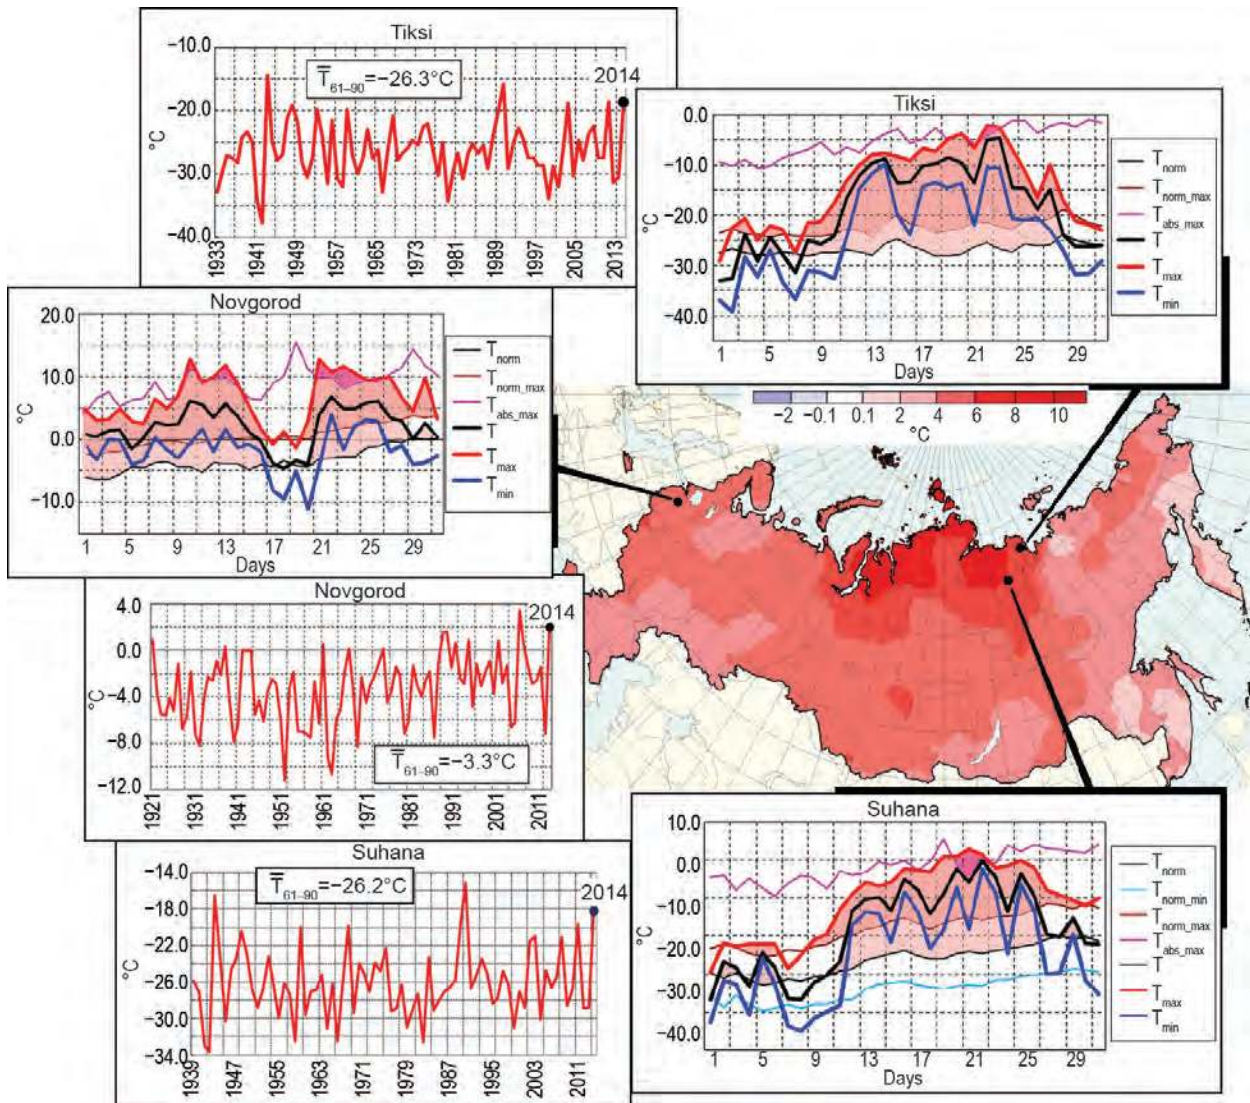 Tiksi
−10.0
−20.0
−30.0
−40.0
°C
T̿61–90=−26.3°C
2014
1933
1941
1949
1957
1965
1973
1981
1989
1997
2005
2013
Tiksi
0.0
−10.0
−20.0
−30.0
−40.0
°C
1 5 9 13 17 21 25 29
Days
Tnorm
Tnorm_max
Tabs_max
T
Tmax
Tmin
Novgorod
20.0
10.0
0.0
−10.0
°C
1 5 9 13 17 21 25 29
Days
Tnorm
Tnorm_max
Tabs_max
T
Tmax
Tmin
−2 −0.1 0.1 2 4 6 8 10
°C
Novgorod
4.0
0.0
−4.0
−8.0
−12.0
°C
2014
T̿61–90=−3.3°C
1921
1931
1941
1951
1961
1971
1981
1991
2001
2011
Suhana
−14.0
−18.0
−22.0
−26.0
−30.0
−34.0
°C
T̿61–90=−26.2°C
2014
1939
1947
1955
1963
1971
1979
1987
1995
2003
2011
Suhana
10.0
0.0
−10.0
−20.0
−30.0
−40.0
°C
1 5 9 13 17 21 25 29
Days
Tnorm
Tnorm_min
Tnorm_max
Tabs_max
T
Tmax
Tmin